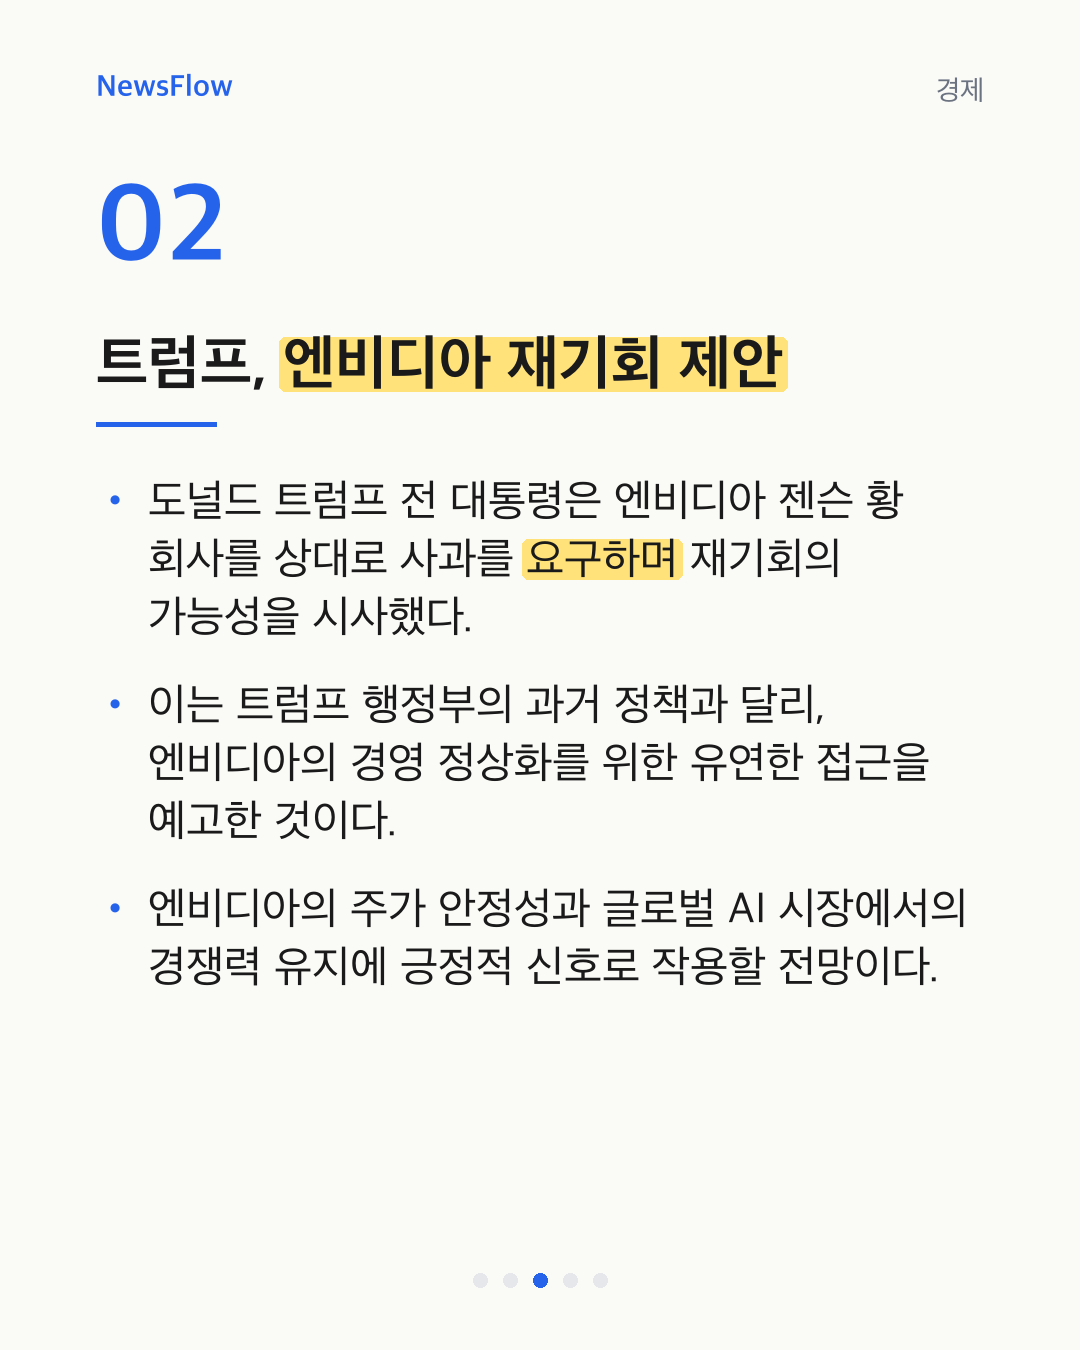 NewsFlow
경제
02
트럼프, 엔비디아 재기회 제안
• 도널드 트럼프 전 대통령은 엔비디아 젠슨 황
회사를 상대로 사과를 요구하며 재기회의
가능성을 시사했다.
• 이는 트럼프 행정부의 과거 정책과 달리,
엔비디아의 경영 정상화를 위한 유연한 접근을
예고한 것이다.
• 엔비디아의 주가 안정성과 글로벌 AI 시장에서의
경쟁력 유지에 긍정적 신호로 작용할 전망이다.